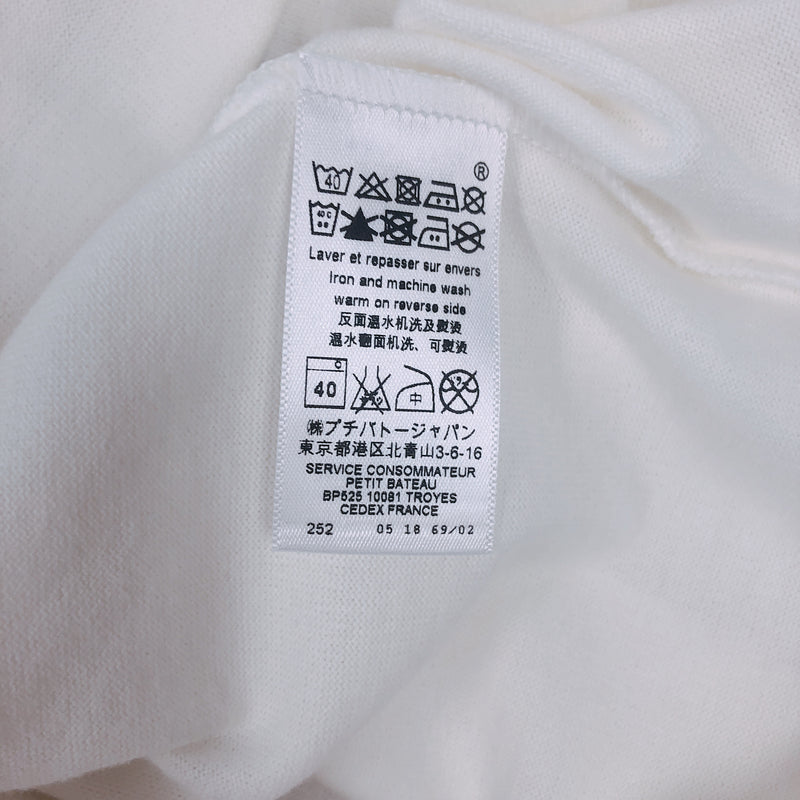 ®
40
40 C
Laver et repasser sur envers
Iron and machine wash
warm on reverse side
反面温水机洗及熨烫
温水翻面机洗、可熨烫
C
40 中
㈱プチバトージャパン
東京都港区北青山3-6-16
SERVICE CONSOMMATEUR
PETIT BATEAU
BP525 10081 TROYES
CEDEX FRANCE
252 05 18 69/02